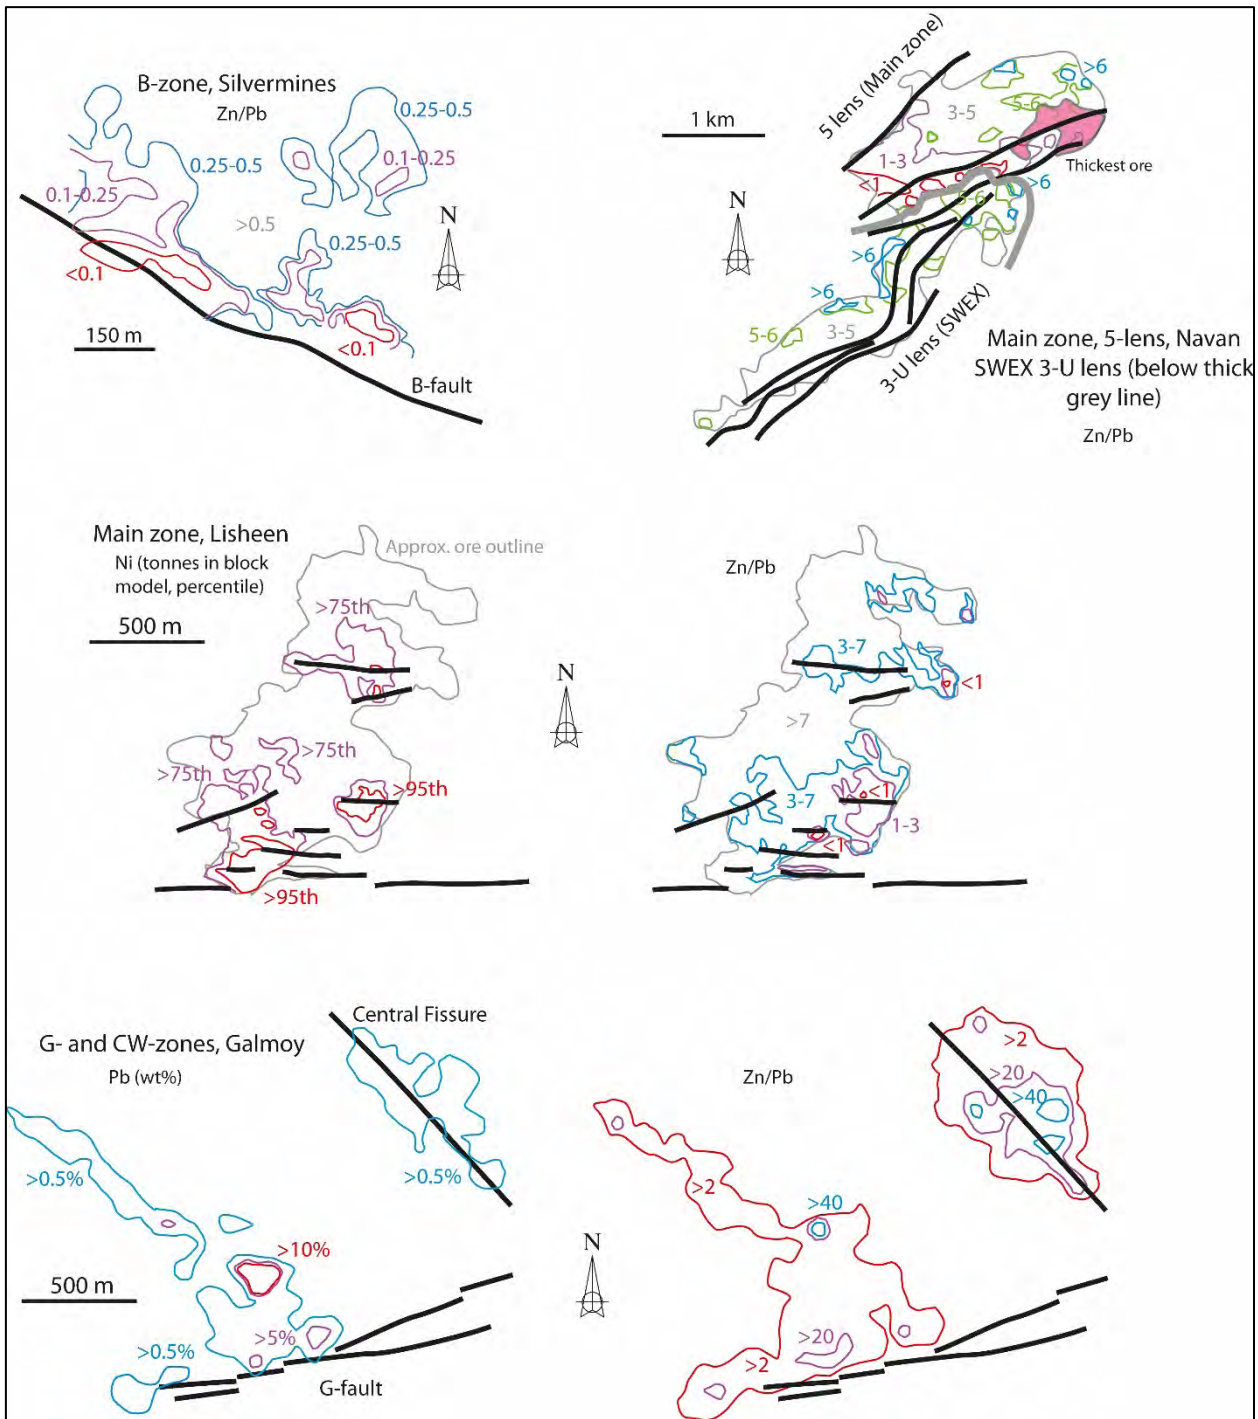 B-zone, Silvermines
Zn/Pb
0.25-0.5
0.25-0.5
0.1-0.25
0.1-0.25
>0.5
0.25-0.5
N
<0.1
<0.1
150 m
B-fault
5 lens (Main zone)
>6
5-6
3-5
1 km
1-3
Thickest ore
<1
>6
5-6
N
>6
>6
5-6
3-5
3-U lens (SWEX)
Main zone, 5-lens, Navan
SWEX 3-U lens (below thick
grey line)
Zn/Pb
Main zone, Lisheen
Ni (tonnes in block
model, percentile)
500 m
Approx. ore outline
>75th
>75th
>75th
>95th
>95th
N
Zn/Pb
3-7
<1
>7
3-7
<1
1-3
<1
G- and CW-zones, Galmoy
Pb (wt%)
Central Fissure
>0.5%
>0.5%
>10%
500 m
>5%
>0.5%
G-fault
N
Zn/Pb
>2
>20
>40
>2
>40
>20
>2